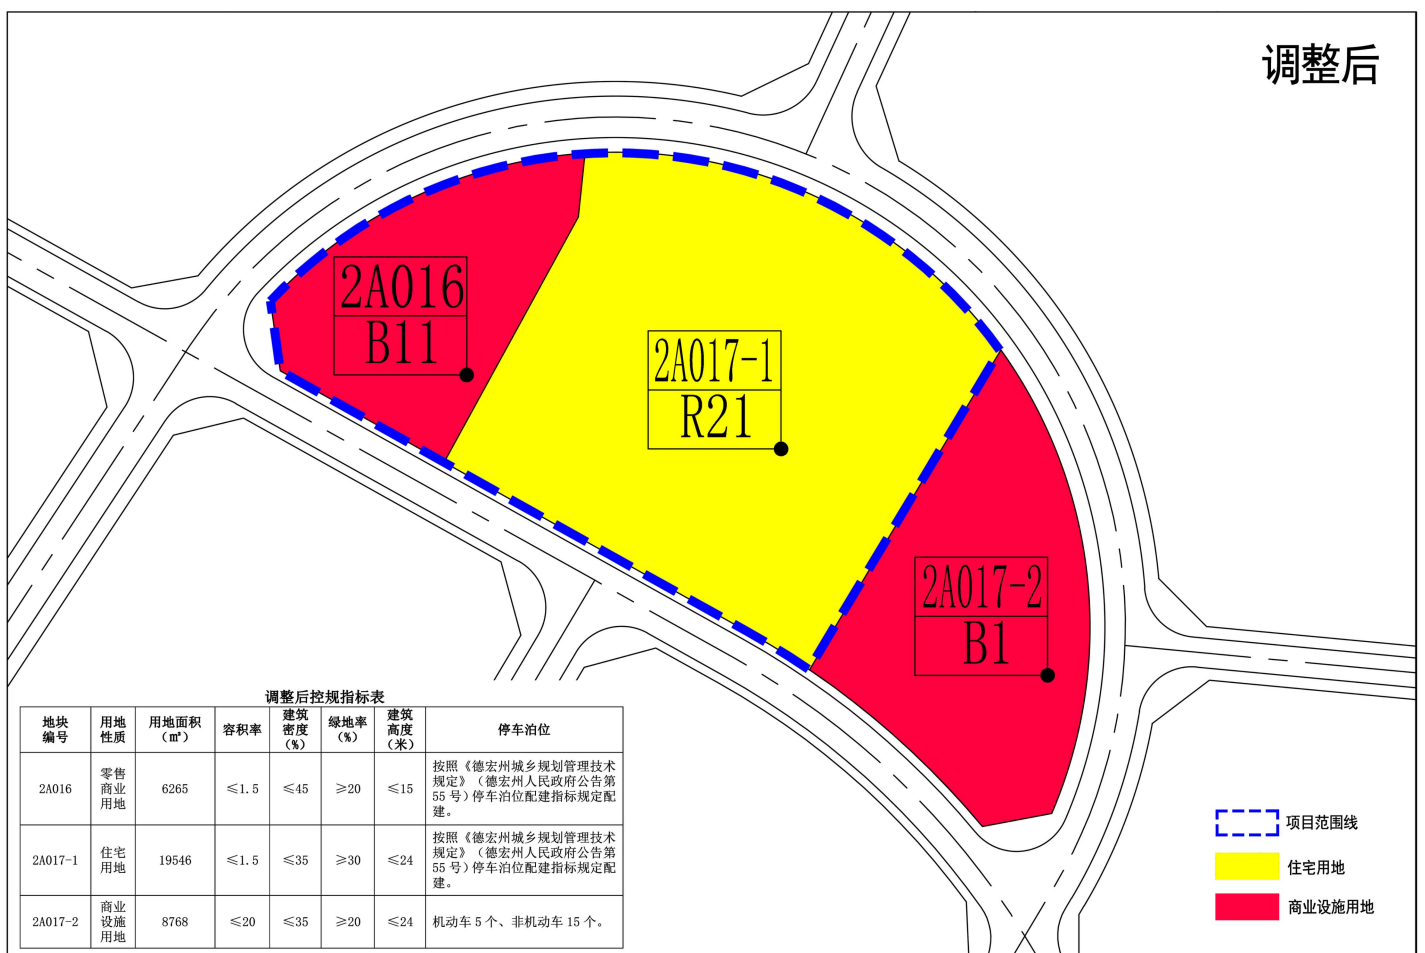 调整后
2A016
B11
2A017-1
R21
2A017-2
B1
调整后控规指标表
地块
编号
用地
性质
用地面积
（㎡）
容积率
建筑
密度
（%）
绿地率
（%）
建筑
高度
（米）
停车泊位
2A016
零售
商业
用地
6265
≤1.5
≤45
≥20
≤15
按照《德宏州城乡规划管理技术
规定》（德宏州人民政府公告第
55 号）停车泊位配建指标规定配
建。
2A017-1
住宅
用地
19546
≤1.5
≤35
≥30
≤24
按照《德宏州城乡规划管理技术
规定》（德宏州人民政府公告第
55 号）停车泊位配建指标规定配
建。
2A017-2
商业
设施
用地
8768
≤20
≤35
≥20
≤24
机动车 5 个、非机动车 15 个。
项目范围线
住宅用地
商业设施用地